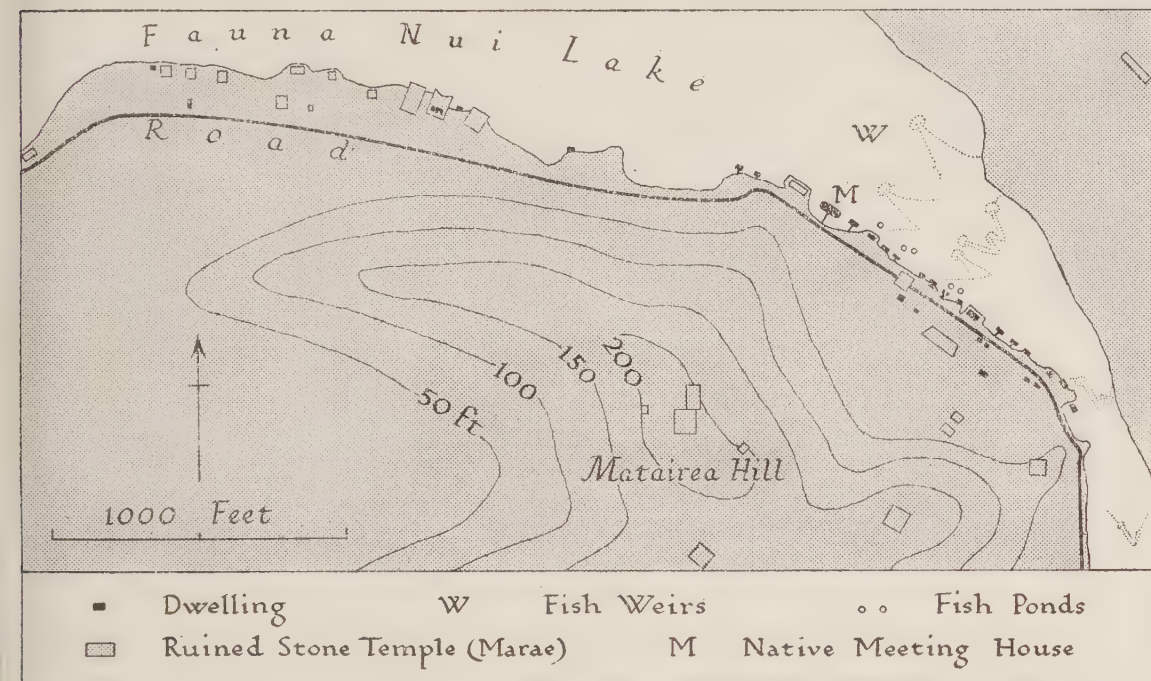 Fauna Nui Lake
Road
W
M
200
150
100
50 ft
Matairea Hill
1000 Feet
Dwelling W Fish Weirs Fish Ponds
Ruined Stone Temple (Marae) M Native Meeting House